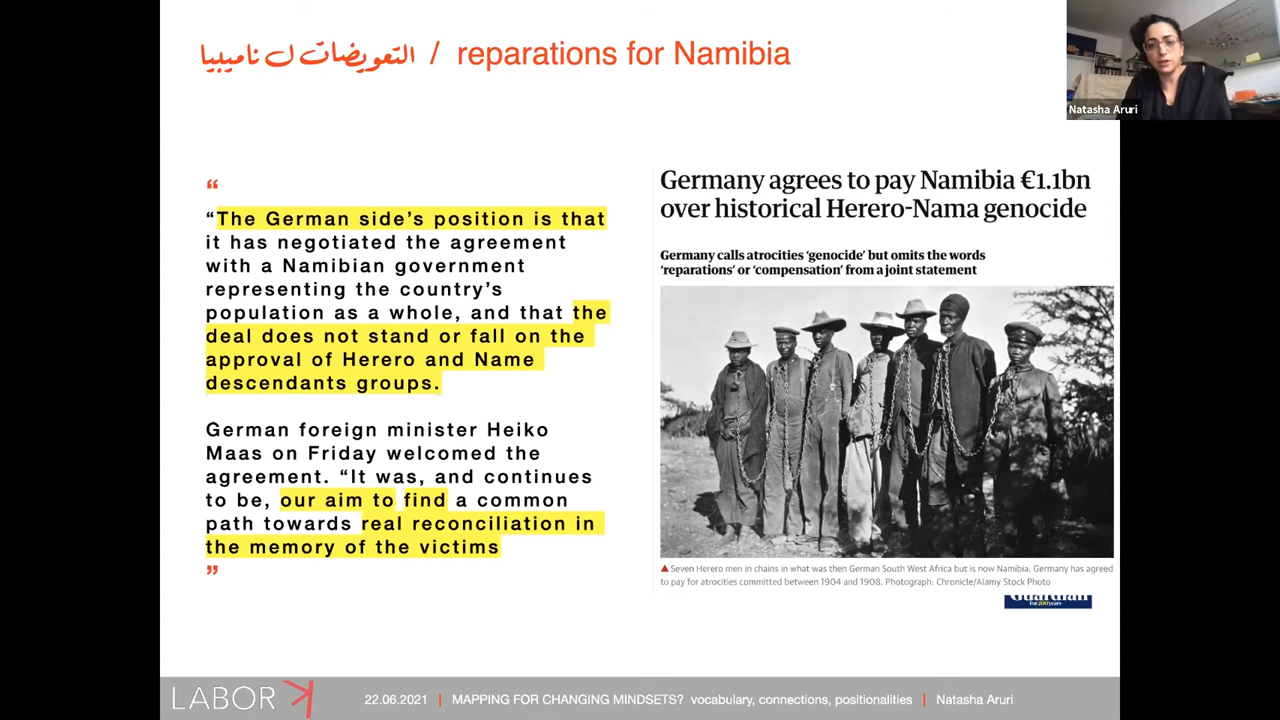 التعويضات ل ناميبيا / reparations for Namibia
Natasha Aruri
“
“The German side’s position is that
it has negotiated the agreement
with a Namibian government
representing the country’s
population as a whole, and that the
deal does not stand or fall on the
approval of Herero and Name
descendants groups.
German foreign minister Heiko
Maas on Friday welcomed the
agreement. “It was, and continues
to be, our aim to find a common
path towards real reconciliation in
the memory of the victims
”
Germany agrees to pay Namibia €1.1bn
over historical Herero-Nama genocide
Germany calls atrocities ‘genocide’ but omits the words
‘reparations’ or ‘compensation’ from a joint statement
▲ Seven Herero men in chains in what was then German South West Africa but is now Namibia. Germany has agreed
to pay for atrocities committed between 1904 and 1908. Photograph: Chronicle/Alamy Stock Photo
Guardian
For 200 years
LABOR K 22.06.2021 | MAPPING FOR CHANGING MINDSETS? vocabulary, connections, positionalities | Natasha Aruri